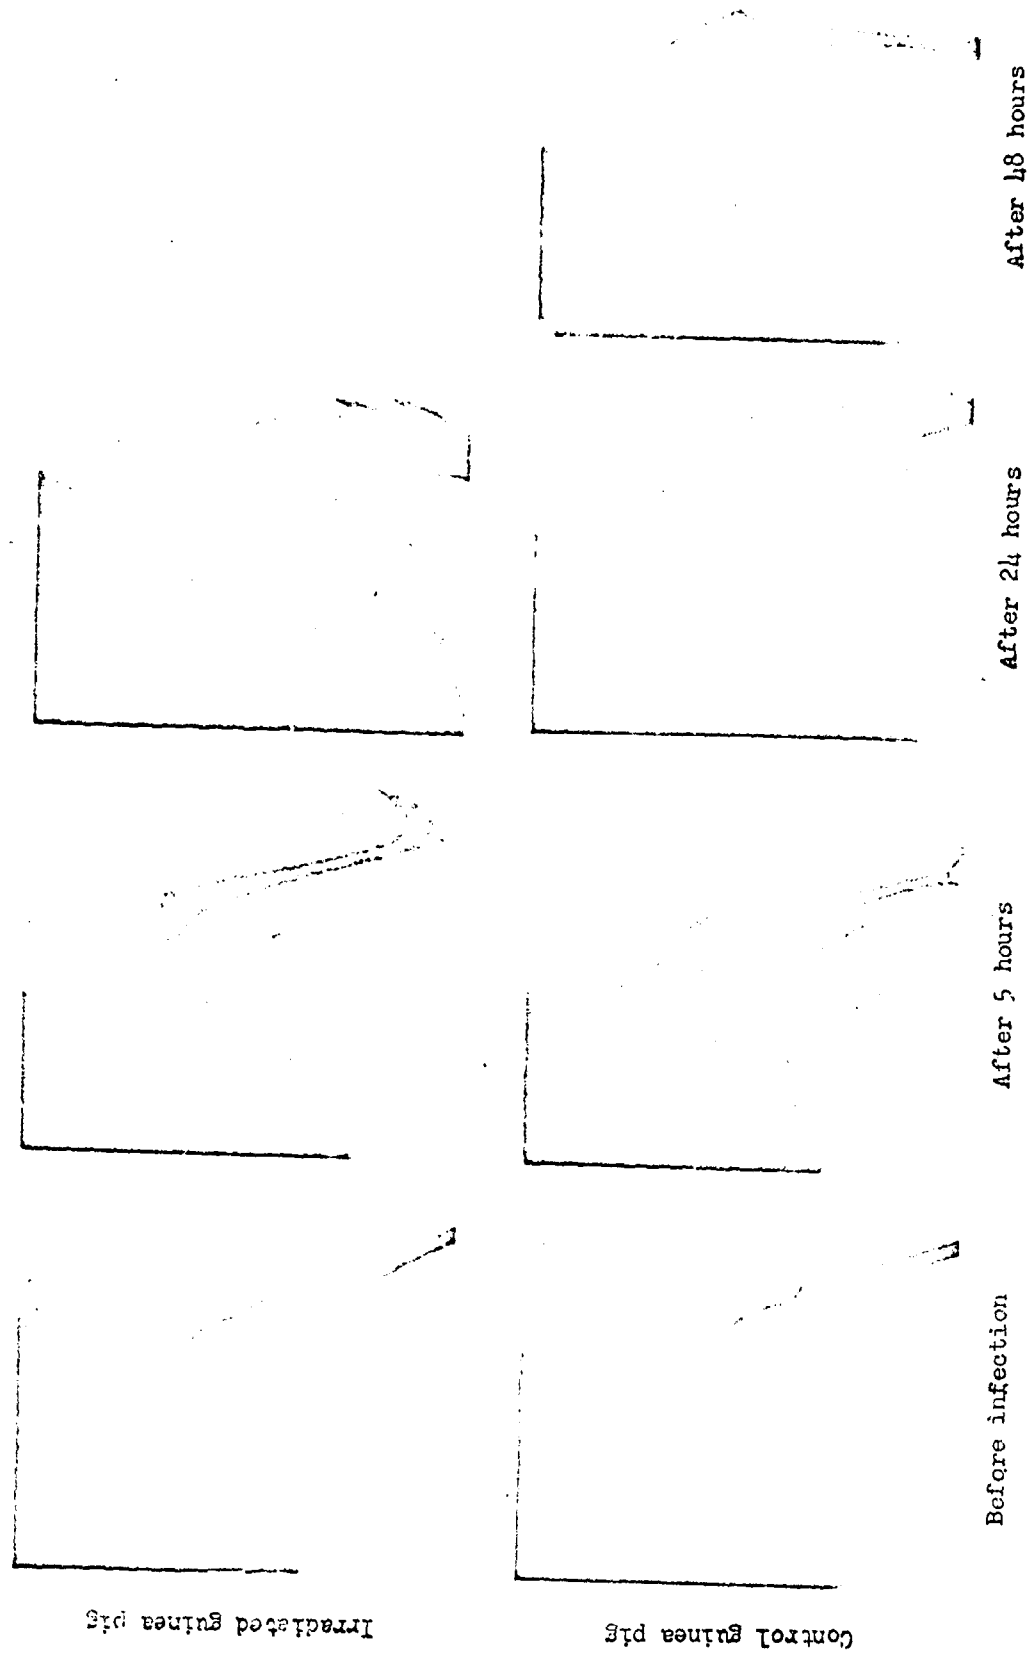 Irradiated guinea pig
Control guinea pig
Before infection
After 5 hours
After 24 hours
After 48 hours